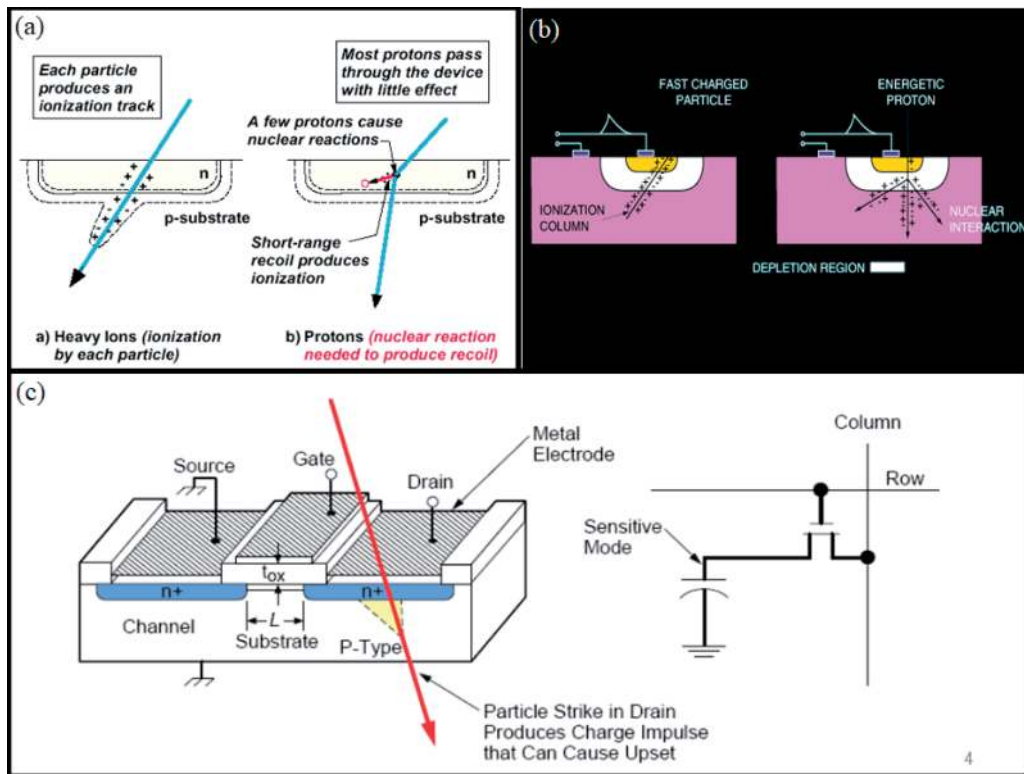 (a)
Each particle
produces an
ionization track
n
p-substrate
a) Heavy Ions (ionization
by each particle)
Most protons pass
through the device
with little effect
A few protons cause
nuclear reactions
n
p-substrate
Short-range
recoil produces
ionization
b) Protons (nuclear reaction
needed to produce recoil)
(b)
FAST CHARGED
PARTICLE
IONIZATION
COLUMN
ENERGETIC
PROTON
NUCLEAR
INTERACTION
DEPLETION REGION
(c)
Source
Gate
Drain
Metal
Electrode
tox
n+
n+
L
Channel
Substrate
P-Type
Particle Strike in Drain
Produces Charge Impulse
that Can Cause Upset
Column
Row
Sensitive
Mode
4